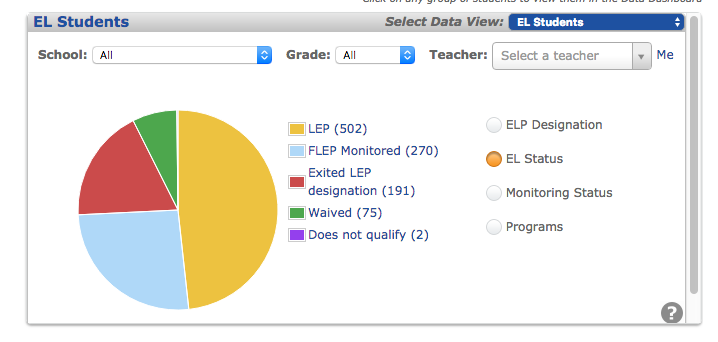 Click on any group of students to view them in the Data Dashboard
EL Students
Select Data View: EL Students
School: All Grade: All Teacher: Select a teacher Me
LEP (502)
FLEP Monitored (270)
Exited LEP
designation (191)
Waived (75)
Does not qualify (2)
ELP Designation
EL Status
Monitoring Status
Programs
?